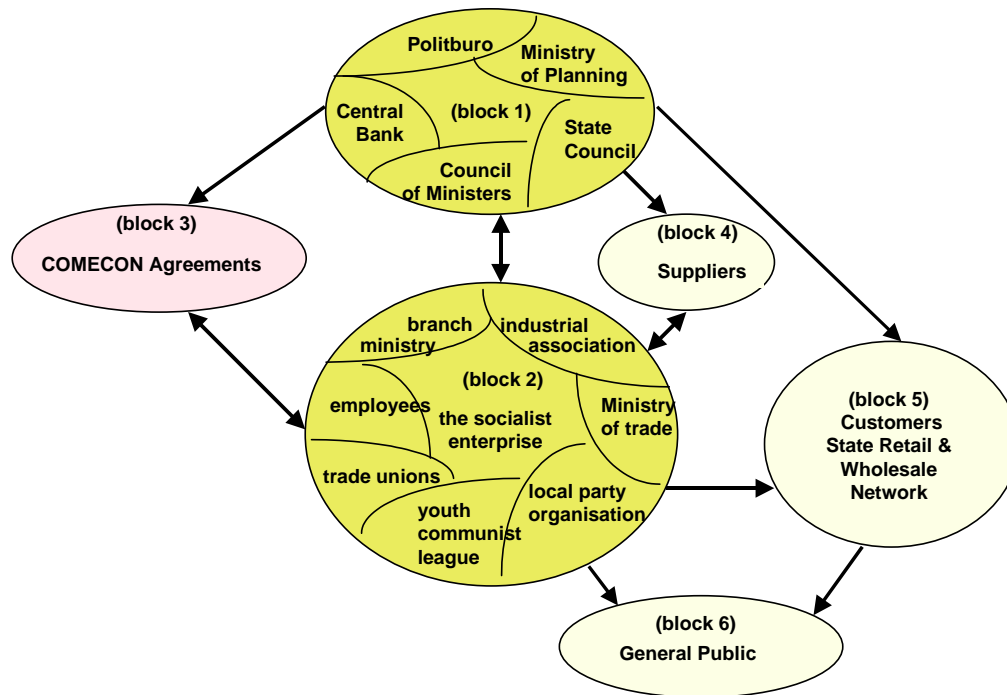 Politburo
Ministry
of Planning
Central
Bank
(block 1)
State
Council
Council
of Ministers
(block 3)
COMECON Agreements
(block 4)
Suppliers
branch
ministry
industrial
association
(block 2)
the socialist
enterprise
employees
Ministry
of trade
trade unions
youth
communist
league
local party
organisation
(block 5)
Customers
State Retail &
Wholesale
Network
(block 6)
General Public